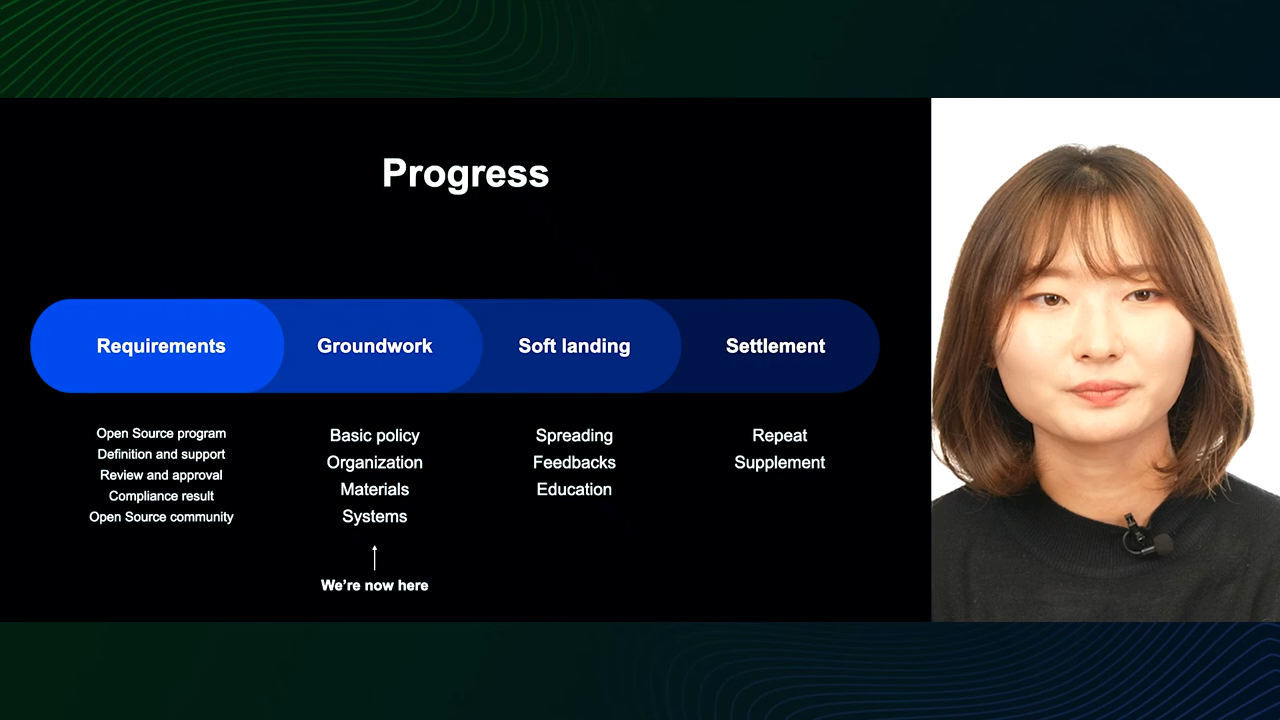 Progress
Requirements
Groundwork
Soft landing
Settlement
Open Source program
Definition and support
Review and approval
Compliance result
Open Source community
Basic policy
Organization
Materials
Systems
We're now here
Spreading
Feedbacks
Education
Repeat
Supplement